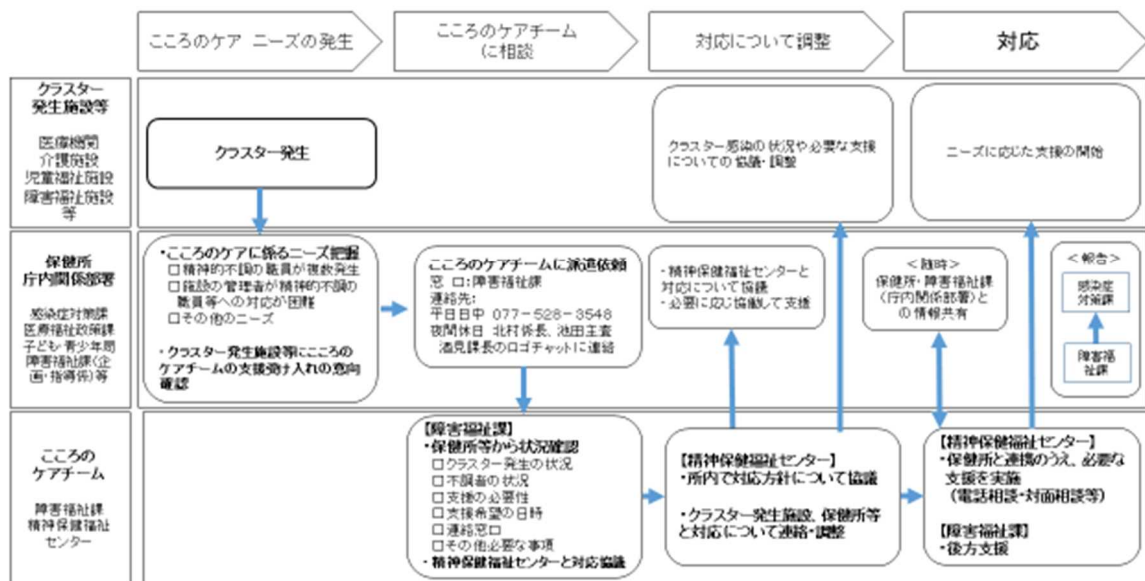 こころのケア ニーズの発生
こころのケアチーム
に相談
対応について調整
対応
クラスター
発生施設等
医療機関
介護施設
児童福祉施設
障害福祉施設
等
クラスター発生
クラスター感染の状況や必要な支援
についての協議・調整
ニーズに応じた支援の開始
保健所
庁内関係部署
感染症対策課
医療福祉政策課
子ども・青少年局
障害福祉課(企
画・指導係)等
・こころのケアに係るニーズ把握
□精神的不調の職員が複数発生
□施設の管理者が精神的不調の
職員等への対応が困難
□その他のニーズ
・クラスター発生施設等にこころの
ケアチームの支援受け入れの意向
確認
こころのケアチームに派遣依頼
窓 口:障害福祉課
連絡先:
平日日中 077-528-3548
夜間休日 北村係長、池田主査
酒見課長のロゴチャットに連絡
・精神保健福祉センターと
対応について協議
・必要に応じ協働して支援
<随時>
保健所・障害福祉課
(庁内関係部署)と
の情報共有
<報告>
感染症
対策課
障害福
祉課
こころの
ケアチーム
障害福祉課
精神保健福祉
センター
【障害福祉課】
・保健所等から状況確認
□クラスター発生の状況
□不調者の状況
□支援の必要性
□支援希望の日時
□連絡窓口
□その他必要な事項
・精神保健福祉センターと対応協議
【精神保健福祉センター】
・所内で対応方針について協議
・クラスター発生施設、保健所等
と対応について連絡・調整
【精神保健福祉センター】
・保健所と連携のうえ、必要な
支援を実施
(電話相談・対面相談等)
【障害福祉課】
・後方支援